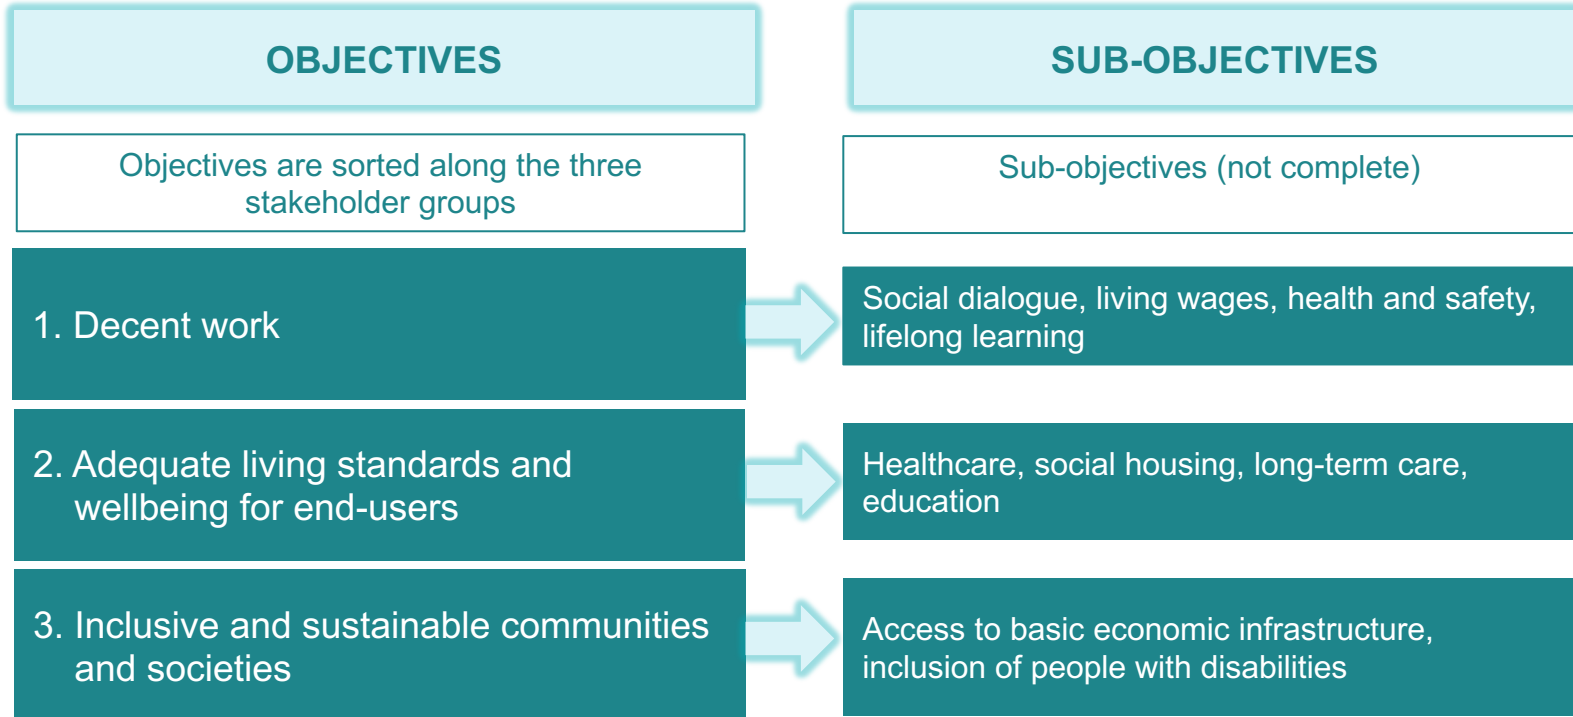 OBJECTIVES
SUB-OBJECTIVES
Objectives are sorted along the three
stakeholder groups
Sub-objectives (not complete)
1. Decent work
Social dialogue, living wages, health and safety,
lifelong learning
2. Adequate living standards and
wellbeing for end-users
Healthcare, social housing, long-term care,
education
3. Inclusive and sustainable communities
and societies
Access to basic economic infrastructure,
inclusion of people with disabilities